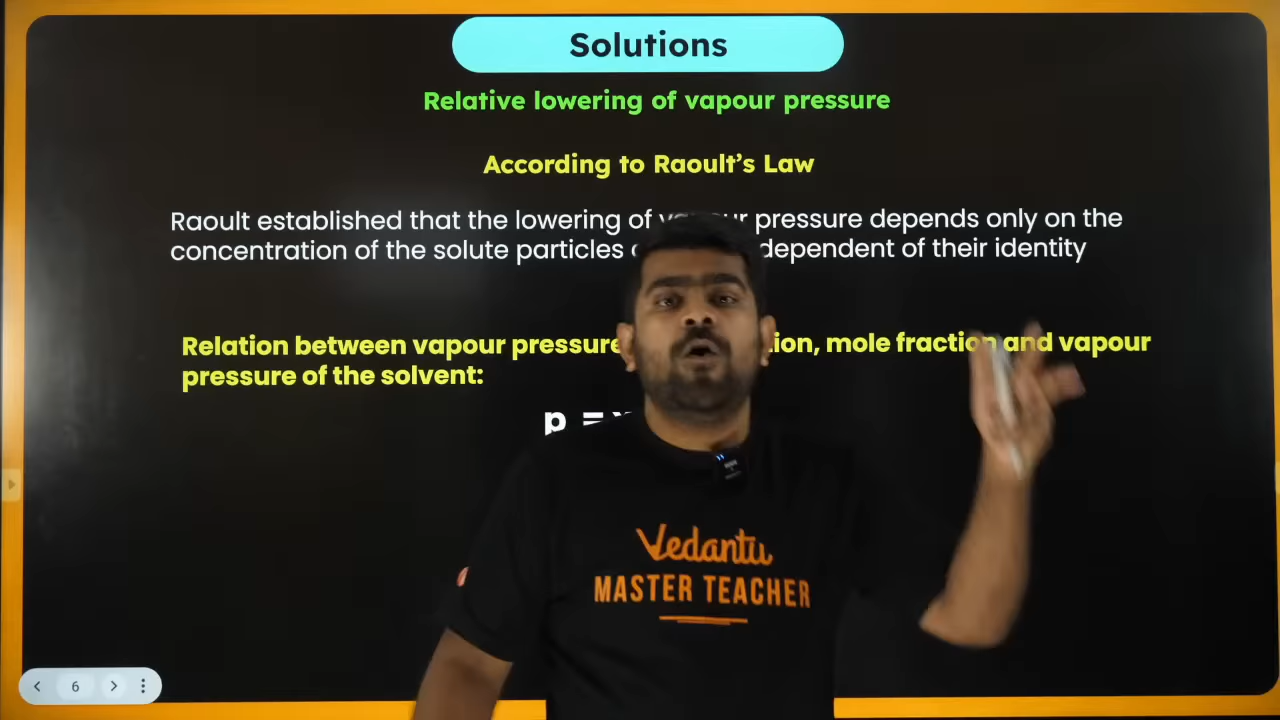 Solutions
Relative lowering of vapour pressure
According to Raoult's Law
Raoult established that the lowering of vapour pressure depends only on the
concentration of the solute particles dependent of their identity
Relation between vapour pressure mole fraction and vapour
pressure of the solvent:
p =
Vedantu
MASTER TEACHER
6